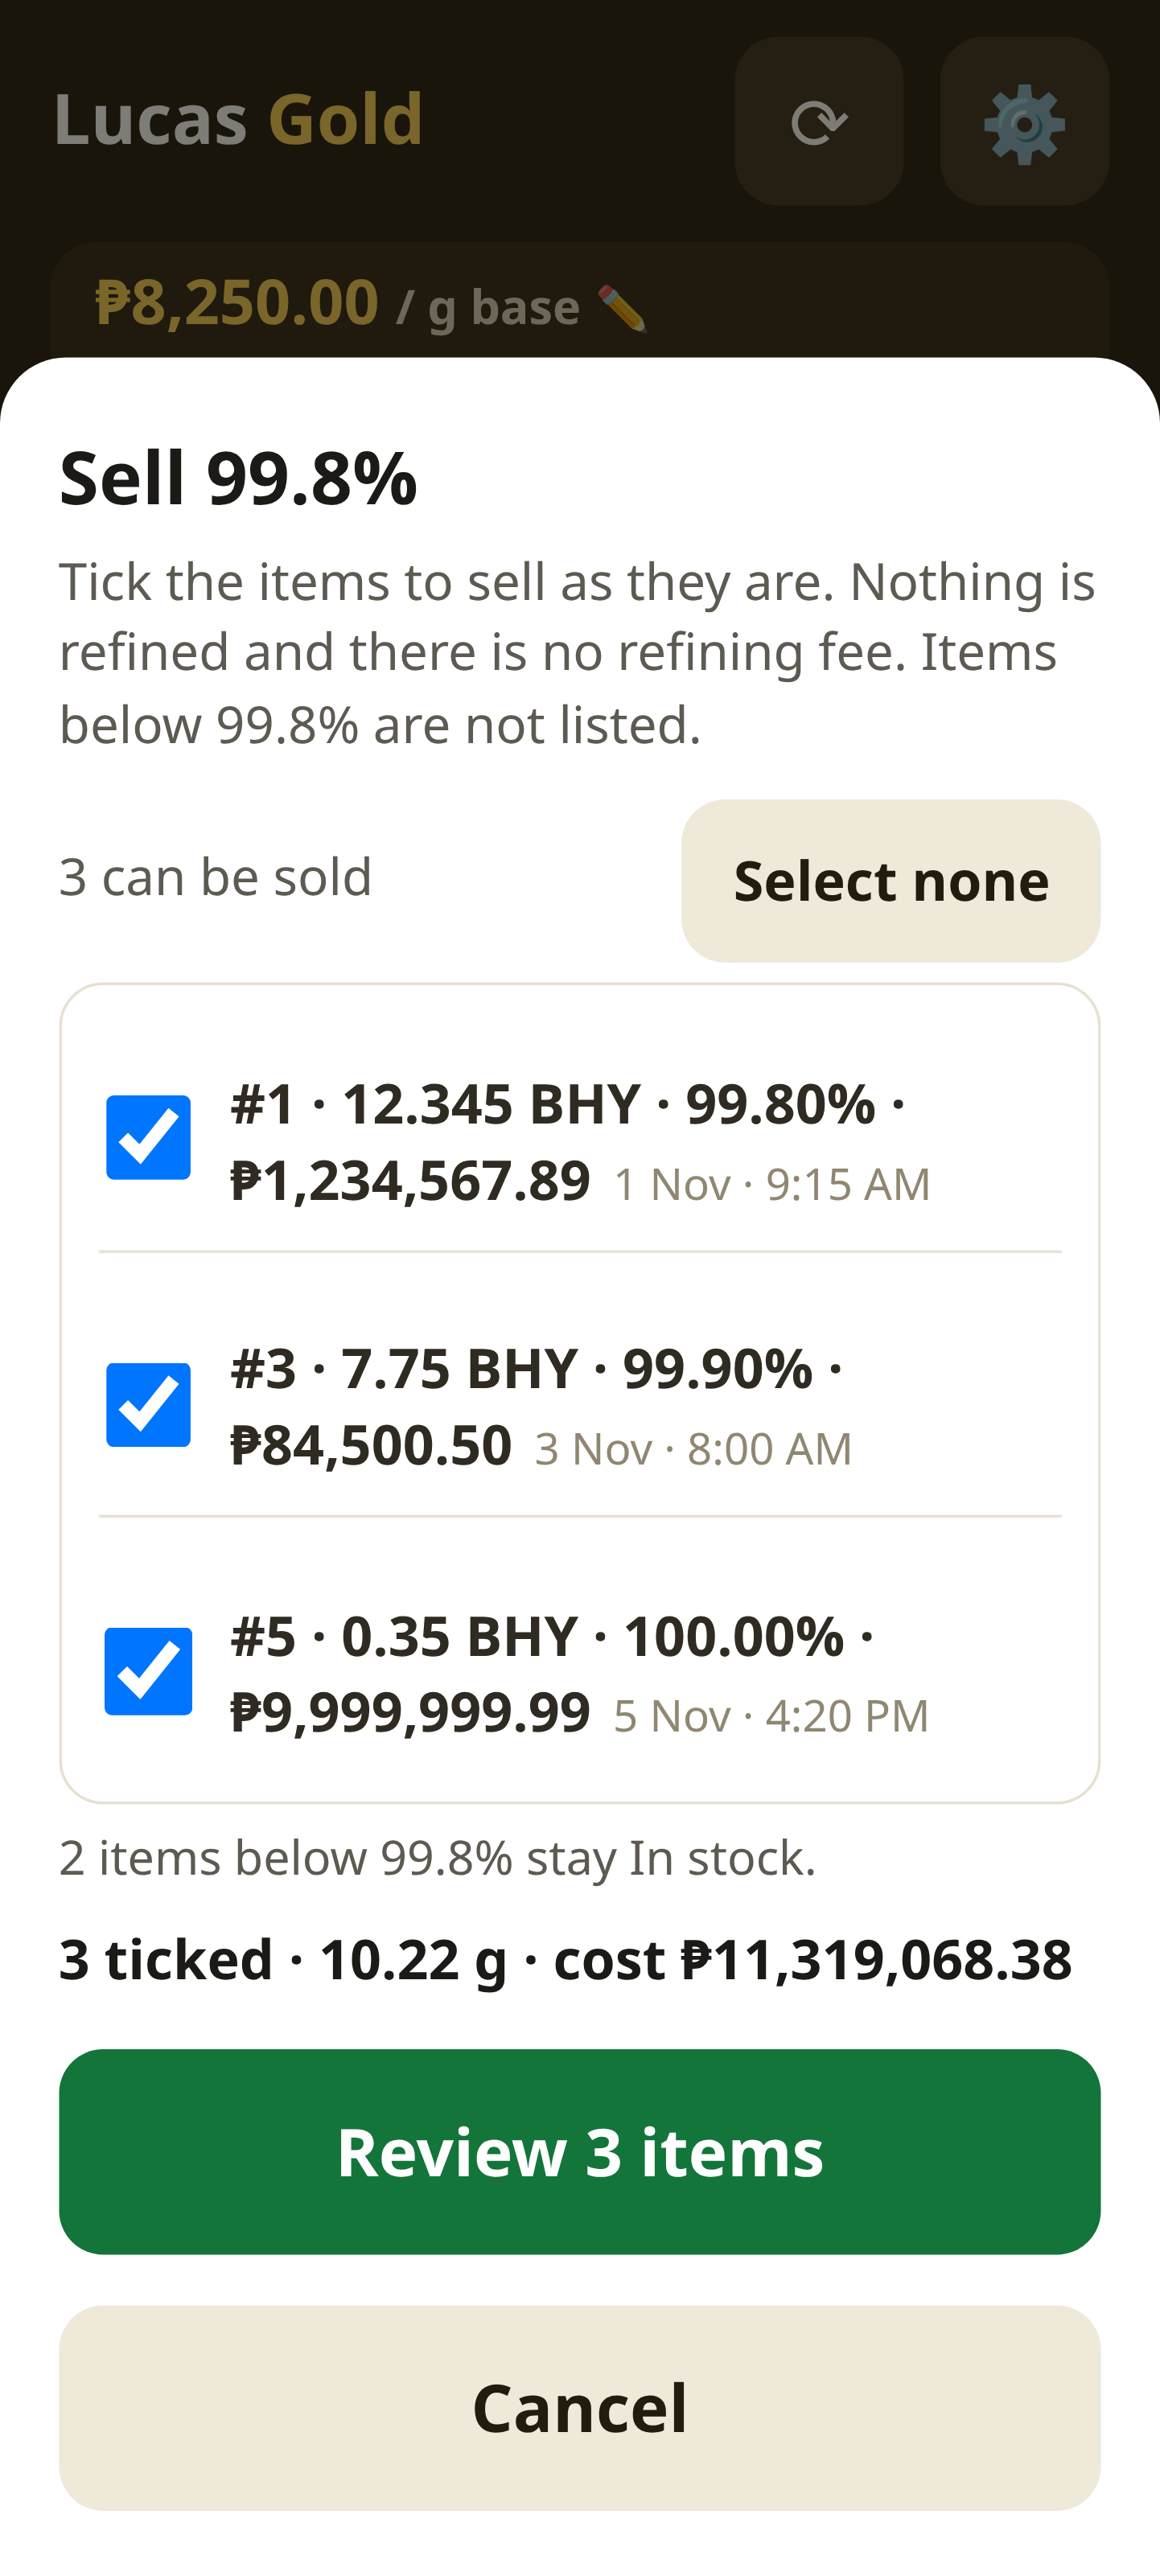 Lucas Gold
⟳ ⚙️
₱8,250.00 / g base ✏️
Sell 99.8%
Tick the items to sell as they are. Nothing is
refined and there is no refining fee. Items
below 99.8% are not listed.
3 can be sold
Select none
#1 · 12.345 BHY · 99.80% ·
₱1,234,567.89 1 Nov · 9:15 AM
#3 · 7.75 BHY · 99.90% ·
₱84,500.50 3 Nov · 8:00 AM
#5 · 0.35 BHY · 100.00% ·
₱9,999,999.99 5 Nov · 4:20 PM
2 items below 99.8% stay In stock.
3 ticked · 10.22 g · cost ₱11,319,068.38
Review 3 items
Cancel